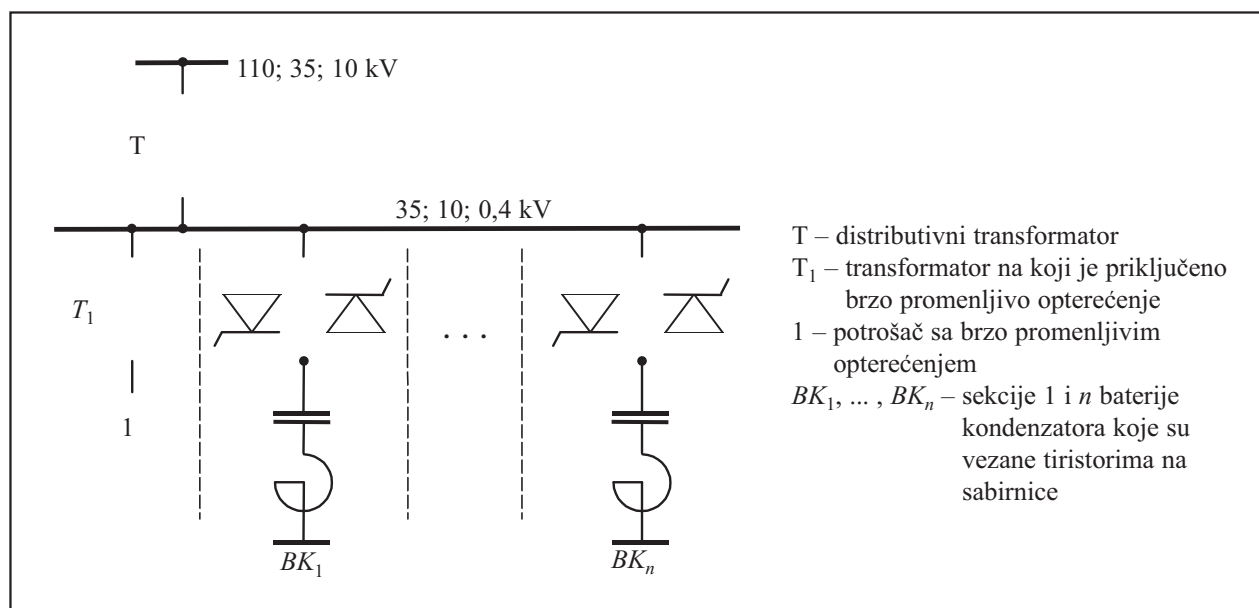 110; 35; 10 kV
T
35; 10; 0,4 kV
T₁
. . .
1
BK₁
BKₙ
T – distributivni transformator
T₁ – transformator na koji je priključeno
brzo promenljivo opterećenje
1 – potrošač sa brzo promenljivim
opterećenjem
BK₁, ... , BKₙ – sekcije 1 i n baterije
kondenzatora koje su
vezane tiristorima na
sabirnice